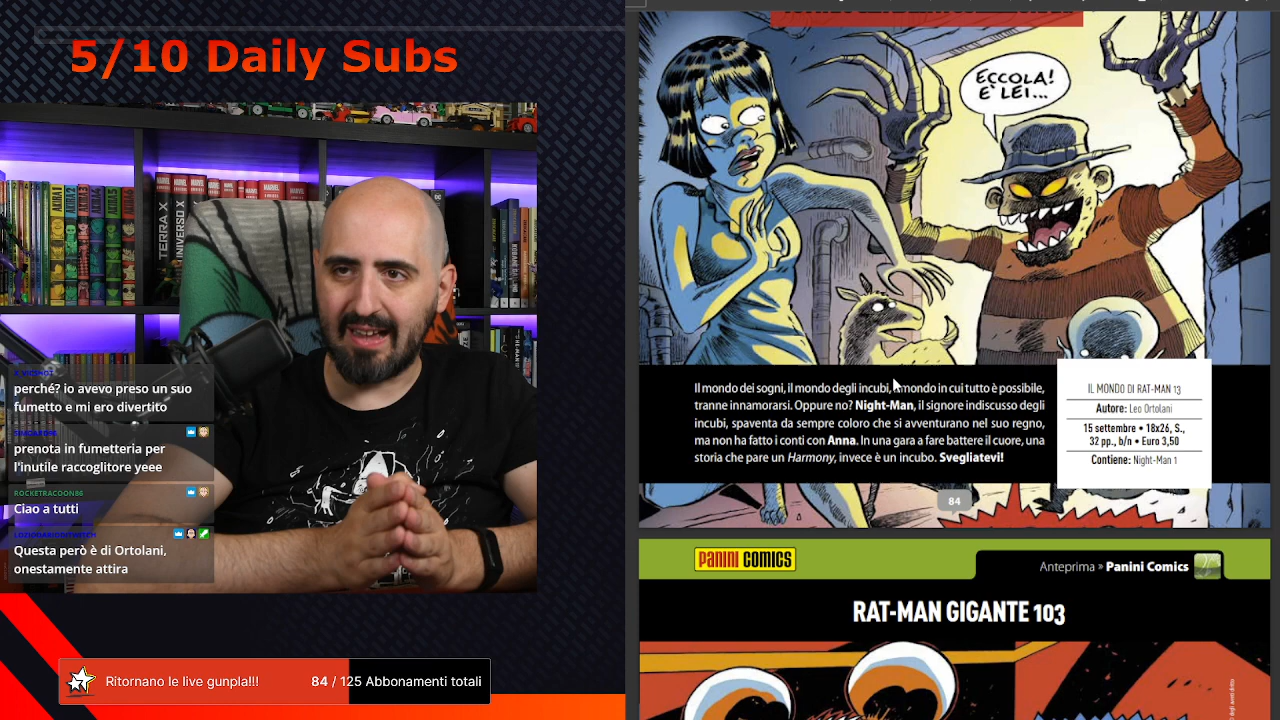 5/10 Daily Subs
TERRA X
UNIVERSO X
MARVEL
perché? io avevo preso un suo
fumetto e mi ero divertito
prenota in fumetteria per
l'inutile raccoglitore yeee
ROCKETRACOON86
Ciao a tutti
Questa però è di Ortolani,
onestamente attira
Ritornano le live gunpla!!!
84 / 125 Abbonamenti totali
ECCOLA!
E' LEI...
Il mondo dei sogni, il mondo degli incubi, il mondo in cui tutto è possibile,
tranne innamorarsi. Oppure no? Night-Man, il signore indiscusso degli
incubi, spaventa da sempre coloro che si avventurano nel suo regno,
ma non ha fatto i conti con Anna. In una gara a fare battere il cuore, una
storia che pare un Harmony, invece è un incubo. Svegliatevi!
IL MONDO DI RAT-MAN 13
Autore: Leo Ortolani
15 settembre • 18x26, S.,
32 pp., b/n • Euro 3,50
Contiene: Night-Man 1
84
PANINI COMICS
Anteprima » Panini Comics
RAT-MAN GIGANTE 103